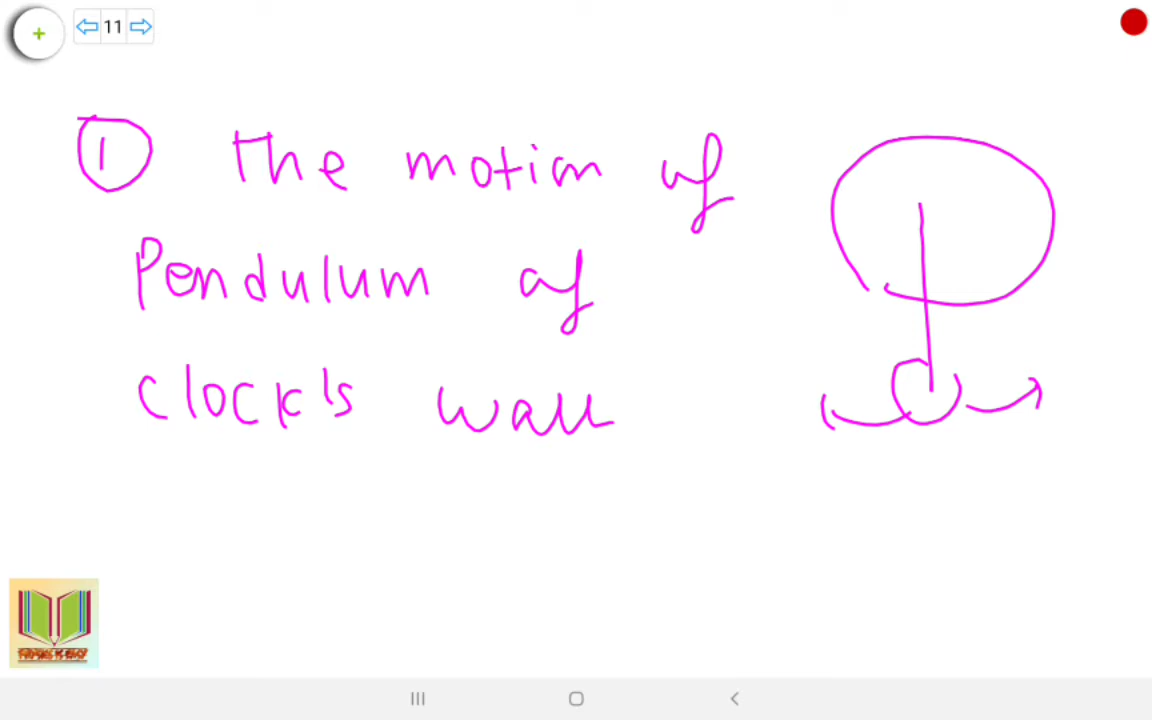 11
① The motion of
Pendulum of
Clock's wall